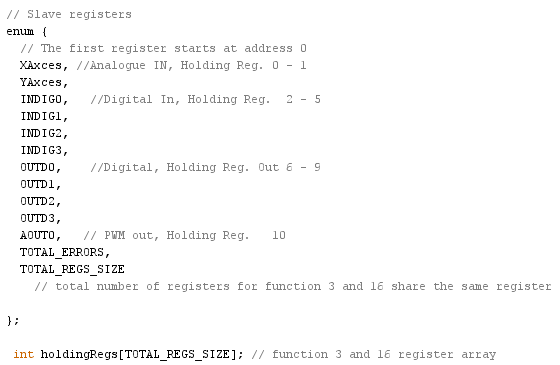 // Slave registers
enum {
// The first register starts at address 0
XAxces, //Analogue IN, Holding Reg. 0 - 1
YAxces,
INDIG0, //Digital In, Holding Reg. 2 - 5
INDIG1,
INDIG2,
INDIG3,
OUTD0, //Digital, Holding Reg. Out 6 - 9
OUTD1,
OUTD2,
OUTD3,
AOUT0, // PWM out, Holding Reg. 10
TOTAL_ERRORS,
TOTAL_REGS_SIZE
// total number of registers for function 3 and 16 share the same register
};
int holdingRegs[TOTAL_REGS_SIZE]; // function 3 and 16 register array